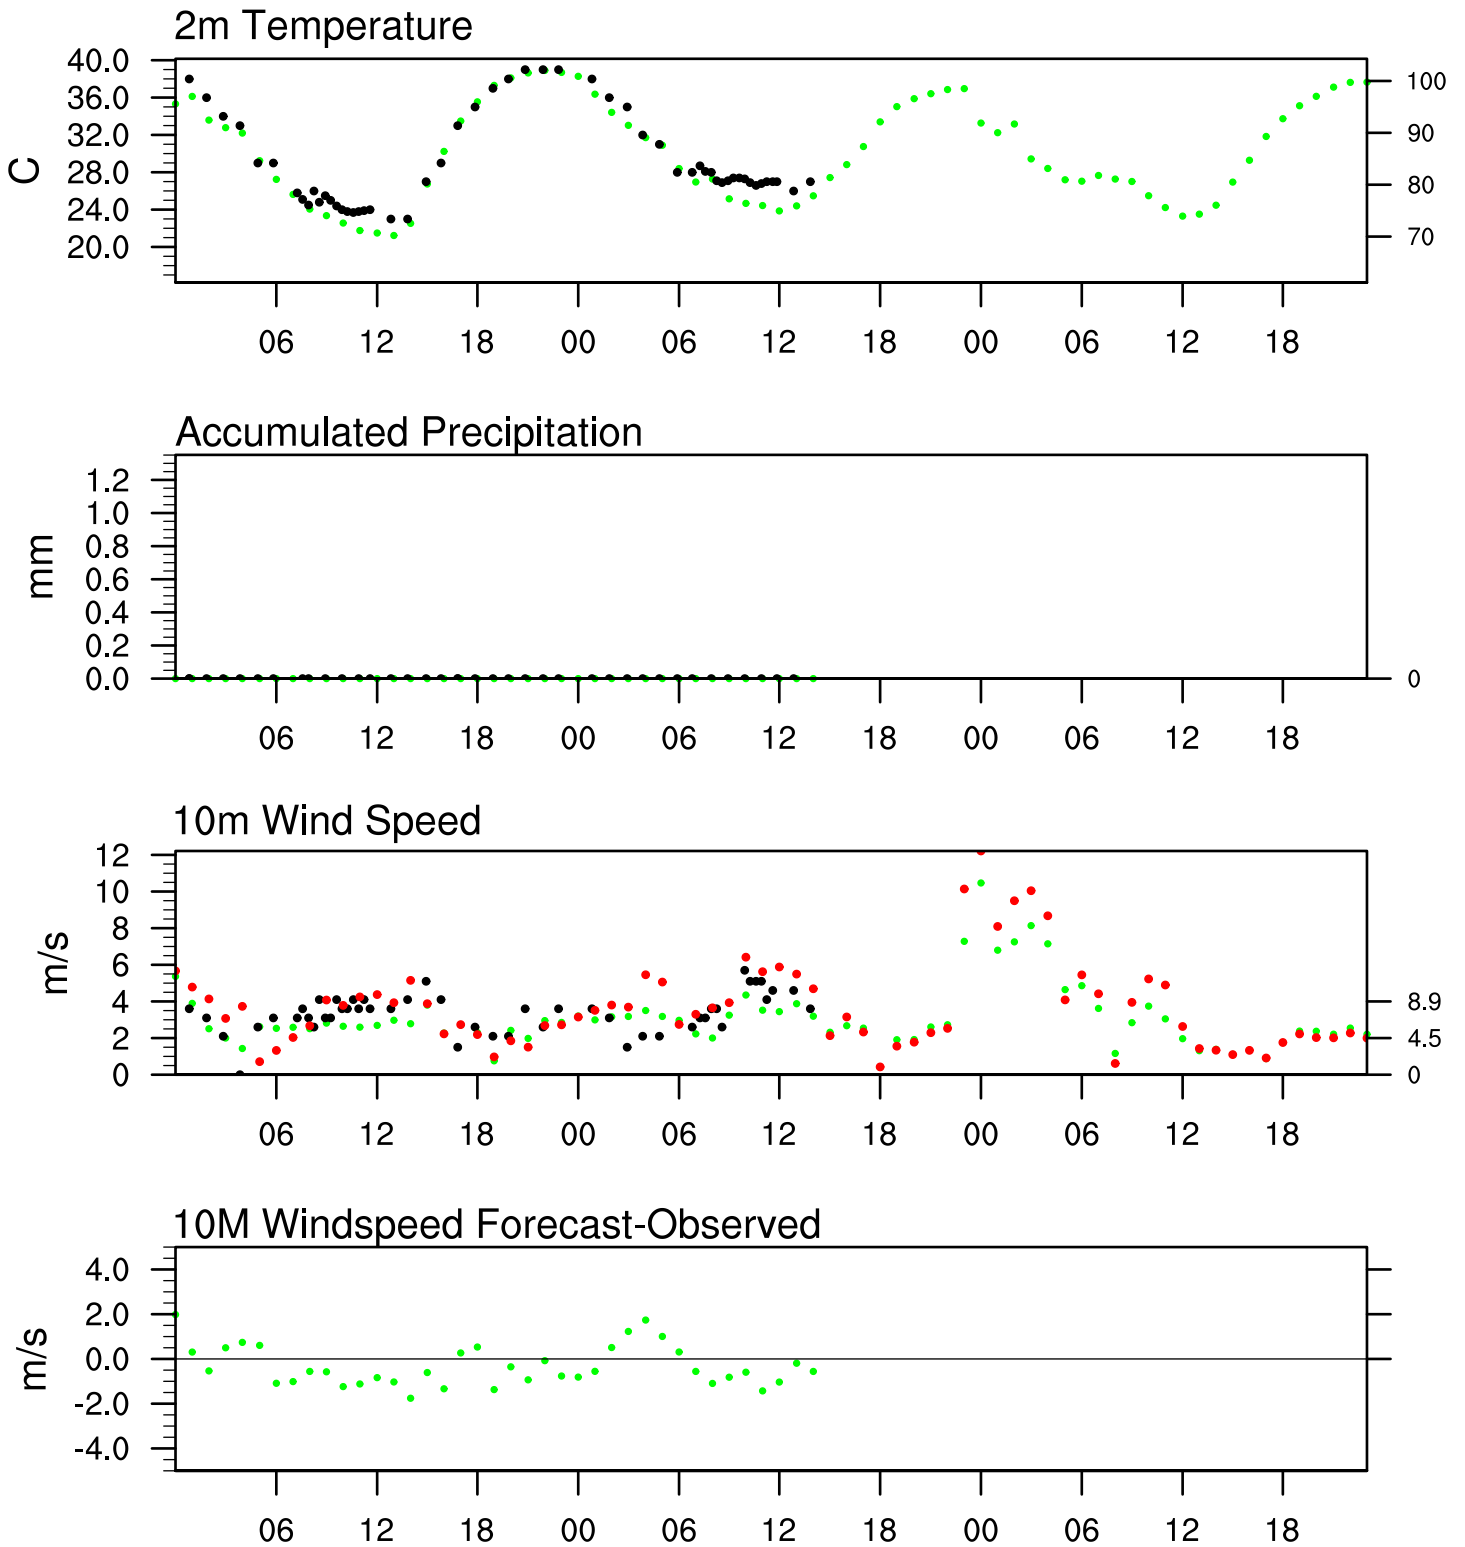 2m Temperature
40.0
36.0
32.0
28.0
24.0
20.0
C
100
90
80
70
06 12 18 00 06 12 18 00 06 12 18
Accumulated Precipitation
1.2
1.0
0.8
0.6
0.4
0.2
0.0
mm
0
06 12 18 00 06 12 18 00 06 12 18
10m Wind Speed
12
10
8
6
4
2
0
m/s
8.9
4.5
0
06 12 18 00 06 12 18 00 06 12 18
10M Windspeed Forecast-Observed
4.0
2.0
0.0
-2.0
-4.0
m/s
06 12 18 00 06 12 18 00 06 12 18